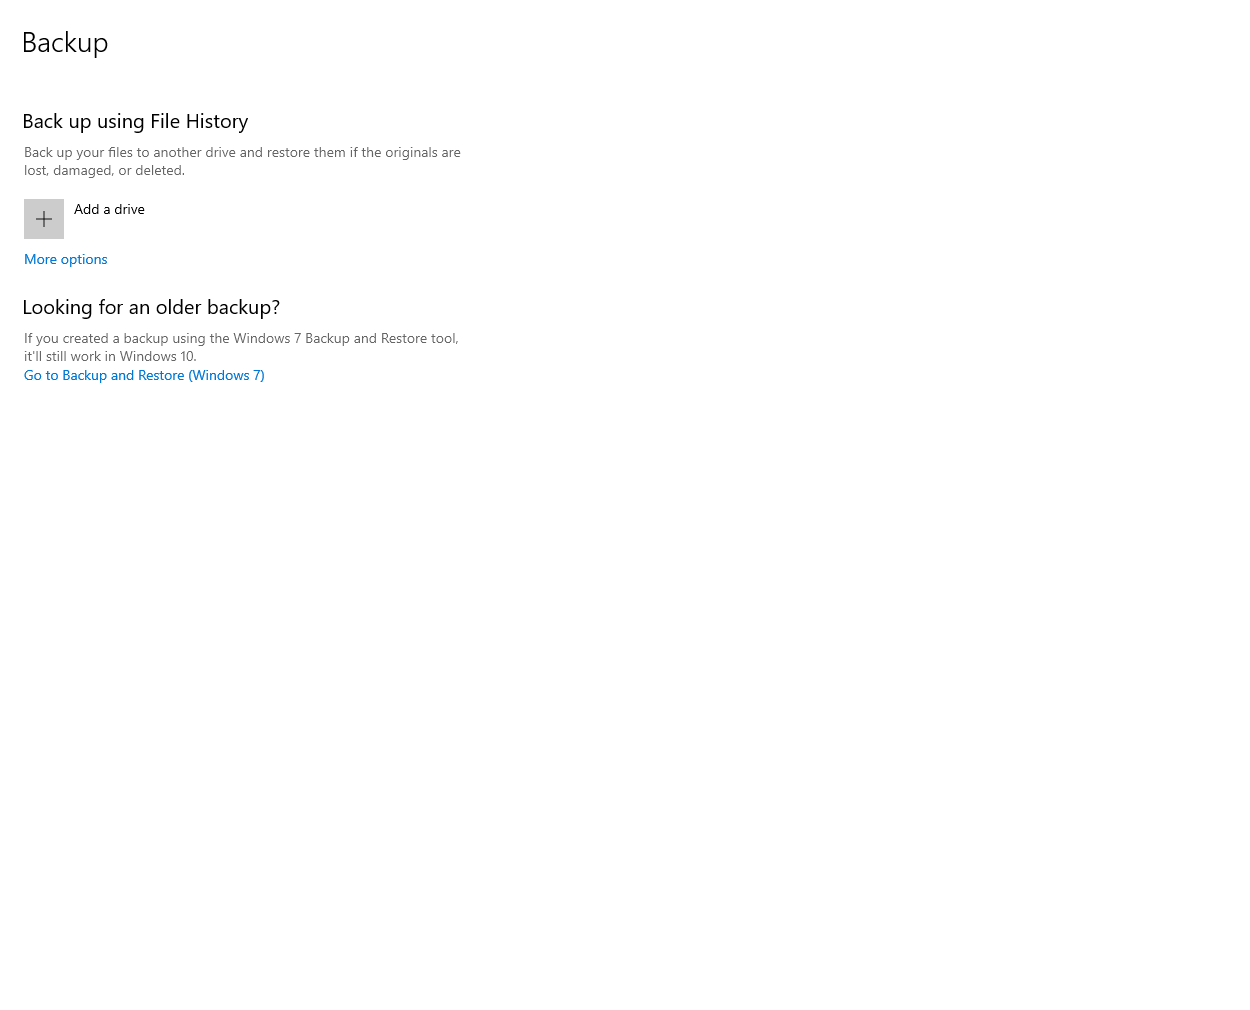 Backup
Back up using File History
Back up your files to another drive and restore them if the originals are
lost, damaged, or deleted.
Add a drive
More options
Looking for an older backup?
If you created a backup using the Windows 7 Backup and Restore tool,
it'll still work in Windows 10.
Go to Backup and Restore (Windows 7)